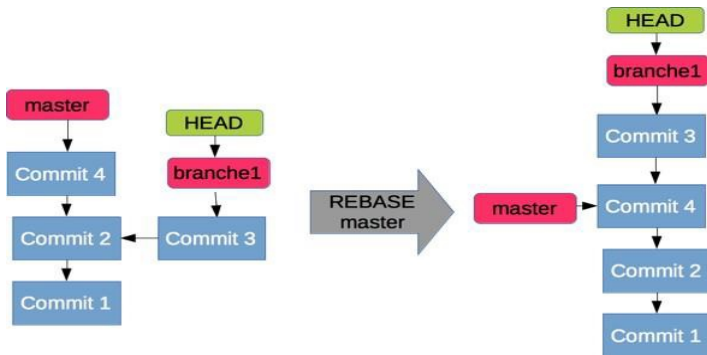 master
HEAD
Commit 4
branche1
Commit 2
Commit 3
Commit 1
REBASE
master
HEAD
branche1
Commit 3
master
Commit 4
Commit 2
Commit 1